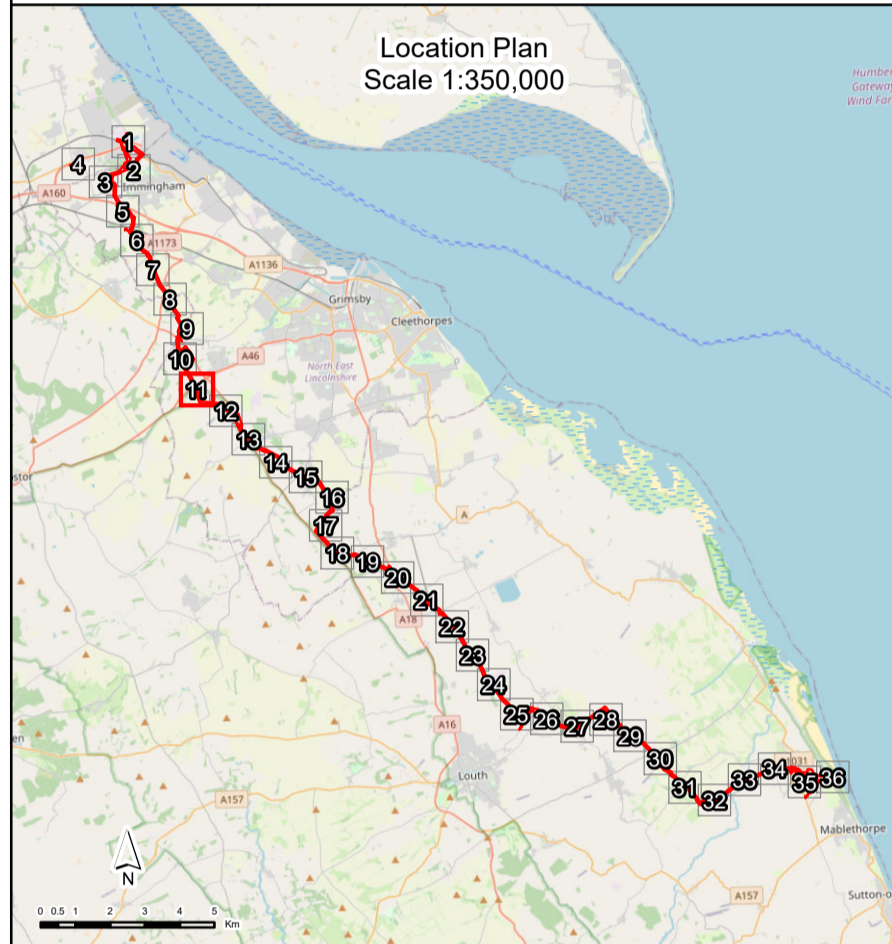 Location Plan
Scale 1:350,000
Humber
Gateway
Wind Far
1
4
2
3
Immingham
A160
5
6
A1173
7
A1136
8
Grimsby
9
Cleethorpes
10
A46
North East
Lincolnshire
11
12
13
14
15
stor
16
A
17
18
19
20
21
A18
22
23
24
25
26
27
28
A16
29
30
1031
34
36
33
35
Louth
31
32
A157
Mablethorpe
en
A157
Sutton-o
N
0 0.5 1 2 3 4 5
Km